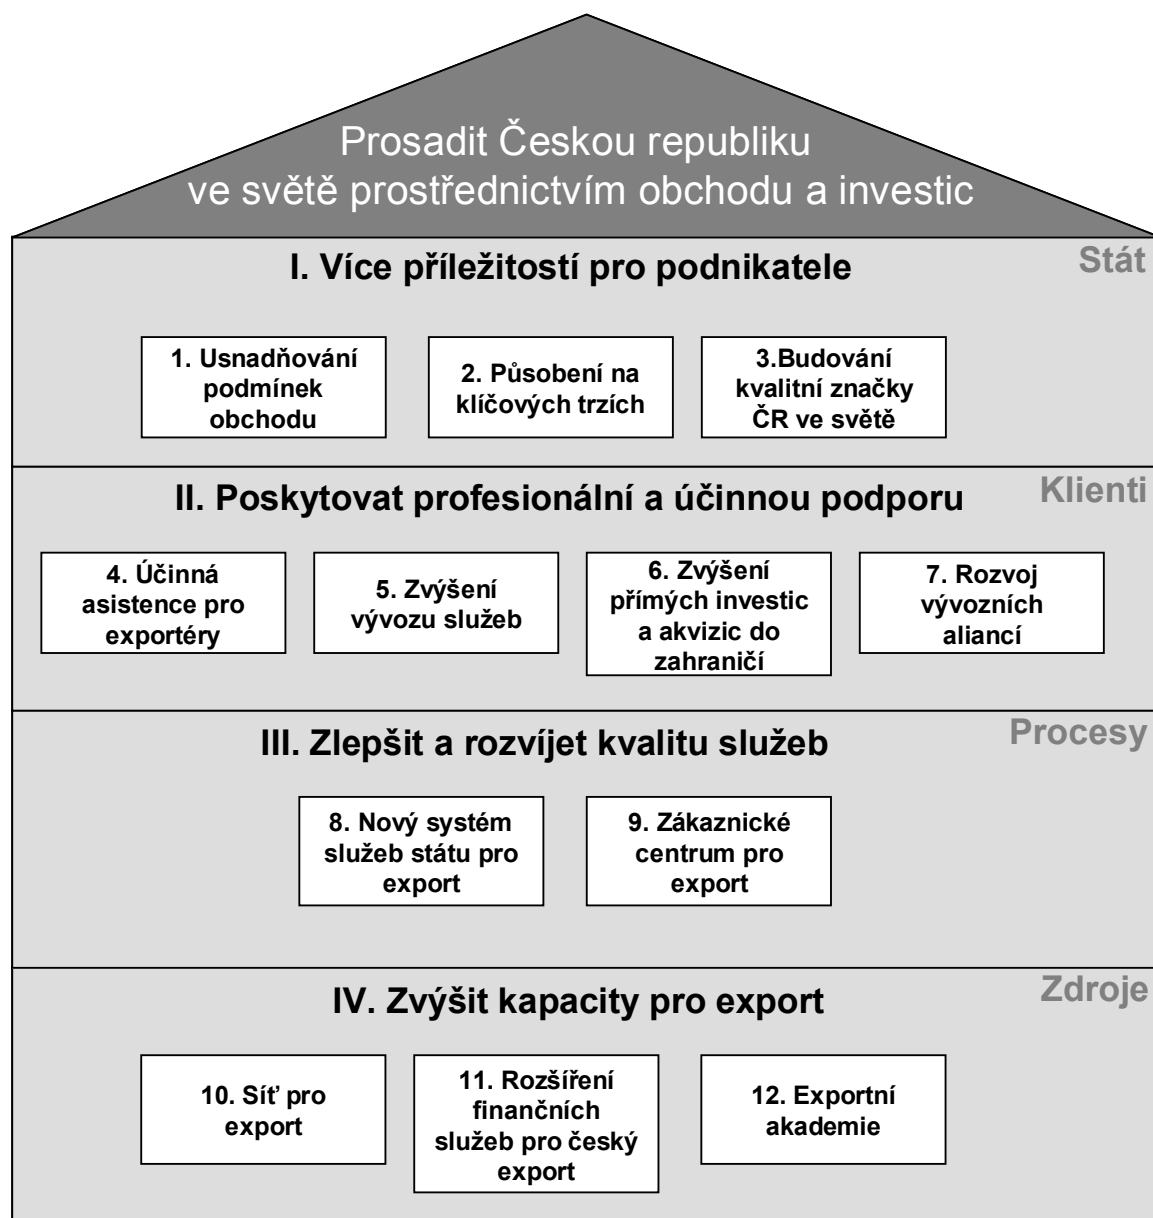 Prosadit Českou republiku
ve světě prostřednictvím obchodu a investic
I. Více příležitostí pro podnikatele
Stát
1. Usnadňování
podmínek
obchodu
2. Působení na
klíčových trzích
3.Budování
kvalitní značky
ČR ve světě
II. Poskytovat profesionální a účinnou podporu
Klienti
4. Účinná
asistence pro
exportéry
5. Zvýšení
vývozu služeb
6. Zvýšení
přímých investic
a akvizic do
zahraničí
7. Rozvoj
vývozních
aliancí
III. Zlepšit a rozvíjet kvalitu služeb
Procesy
8. Nový systém
služeb státu pro
export
9. Zákaznické
centrum pro
export
IV. Zvýšit kapacity pro export
Zdroje
10. Síť pro
export
11. Rozšíření
finančních
služeb pro český
export
12. Exportní
akademie